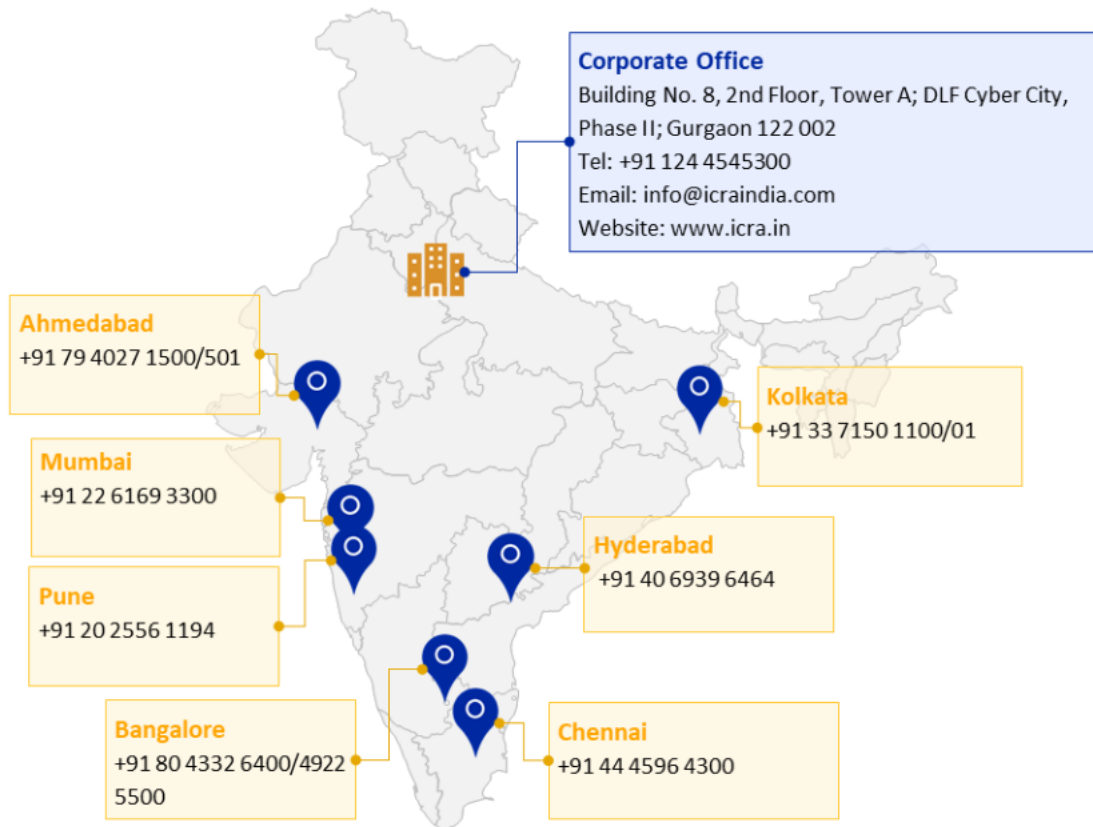 Corporate Office
Building No. 8, 2nd Floor, Tower A; DLF Cyber City,
Phase II; Gurgaon 122 002
Tel: +91 124 4545300
Email: info@icraindia.com
Website: www.icra.in
Ahmedabad
+91 79 4027 1500/501
Kolkata
+91 33 7150 1100/01
Mumbai
+91 22 6169 3300
Hyderabad
+91 40 6939 6464
Pune
+91 20 2556 1194
Bangalore
+91 80 4332 6400/4922
5500
Chennai
+91 44 4596 4300